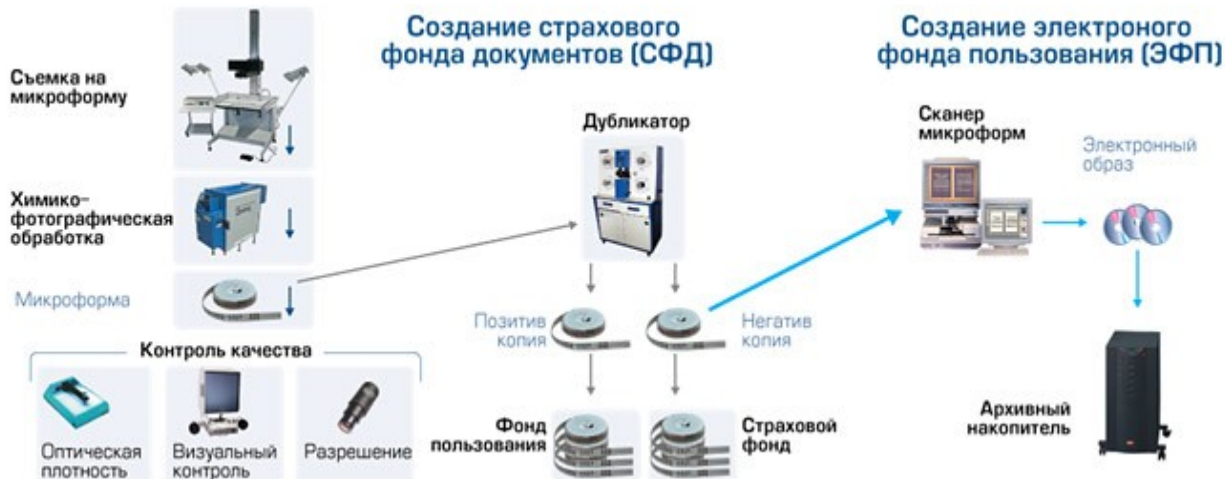 Создание страхового
фонда документов (СФД)
Создание электроного
фонда пользования (ЭФП)
Съемка на
микроформу
Химико-
фотографическая
обработка
Микроформа
Контроль качества
Оптическая
плотность
Визуальный
контроль
Разрешение
Дубликатор
Позитив
копия
Негатив
копия
Фонд
пользования
Страховой
фонд
Сканер
микроформ
Электронный
образ
Архивный
накопитель